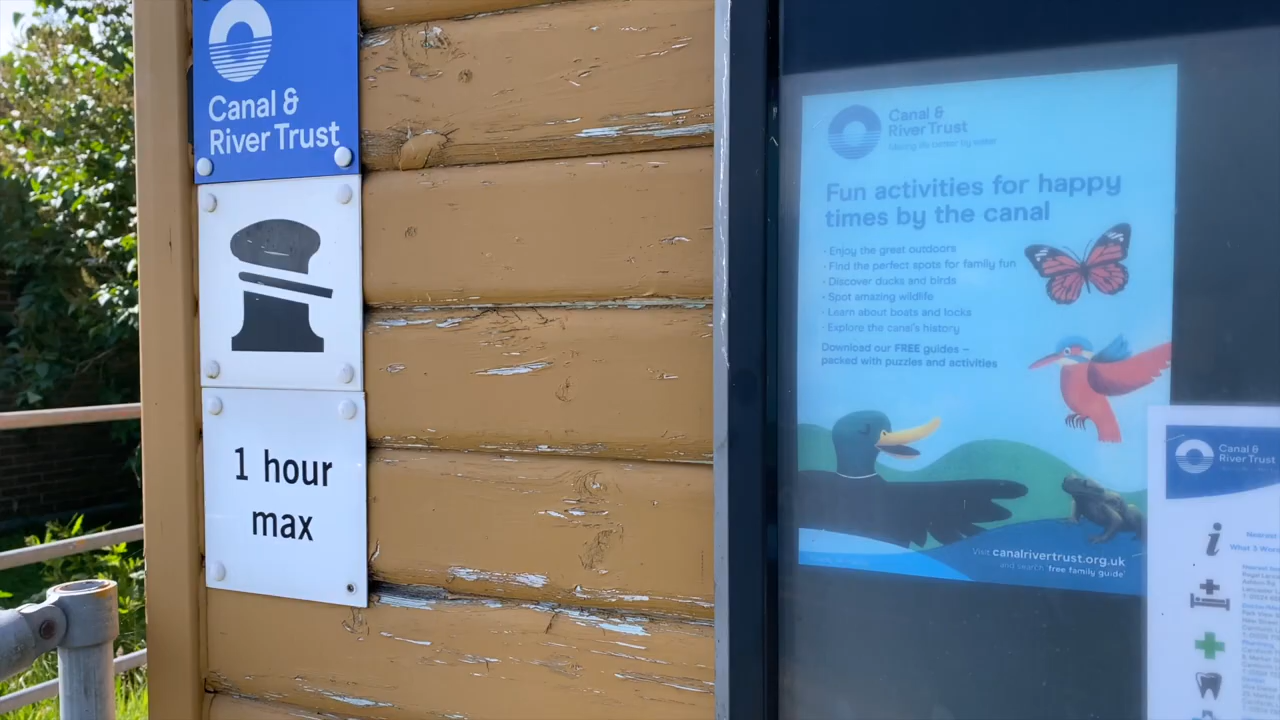 Canal &
River Trust
1 hour
max
Canal &
River Trust
Making life better by water
Fun activities for happy
times by the canal
· Enjoy the great outdoors
· Find the perfect spots for family fun
· Discover ducks and birds
· Spot amazing wildlife
· Learn about boats and locks
· Explore the canal's history
Download our FREE guides –
packed with puzzles and activities
Visit canalrivertrust.org.uk
and search 'free family guide'
Canal &
River Trust
i
Nearest
What 3 Word